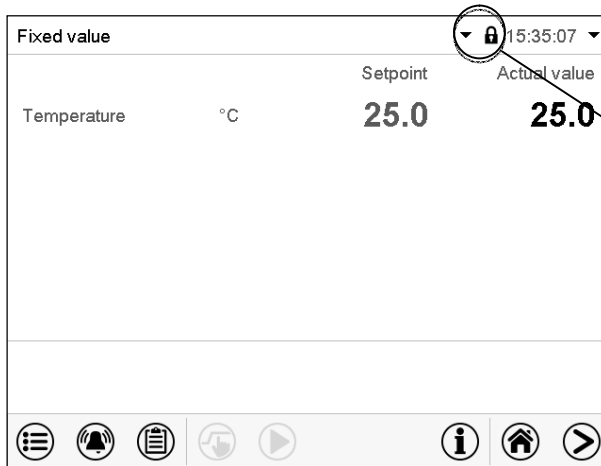 Fixed value 15:35:07
Setpoint Actual value
Temperature °C 25.0 25.0